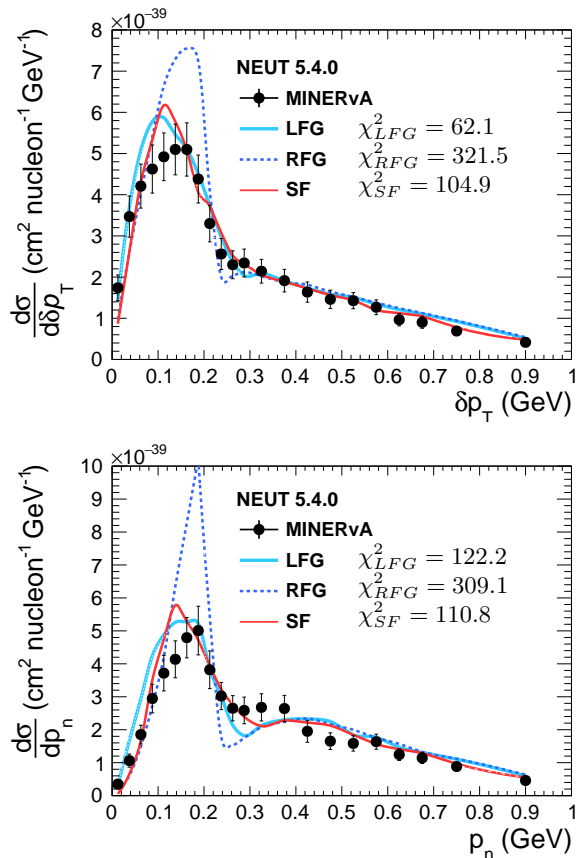 ×10⁻³⁹
8
7
6
5
4
3
2
1
0
dσ/dδp_T (cm² nucleon⁻¹ GeV⁻¹)
NEUT 5.4.0
MINERvA
LFG χ²_LFG = 62.1
RFG χ²_RFG = 321.5
SF χ²_SF = 104.9
0 0.1 0.2 0.3 0.4 0.5 0.6 0.7 0.8 0.9 1
δp_T (GeV)
×10⁻³⁹
10
9
8
7
6
5
4
3
2
1
0
dσ/dp_n (cm² nucleon⁻¹ GeV⁻¹)
NEUT 5.4.0
MINERvA
LFG χ²_LFG = 122.2
RFG χ²_RFG = 309.1
SF χ²_SF = 110.8
0 0.1 0.2 0.3 0.4 0.5 0.6 0.7 0.8 0.9 1
p_n (GeV)